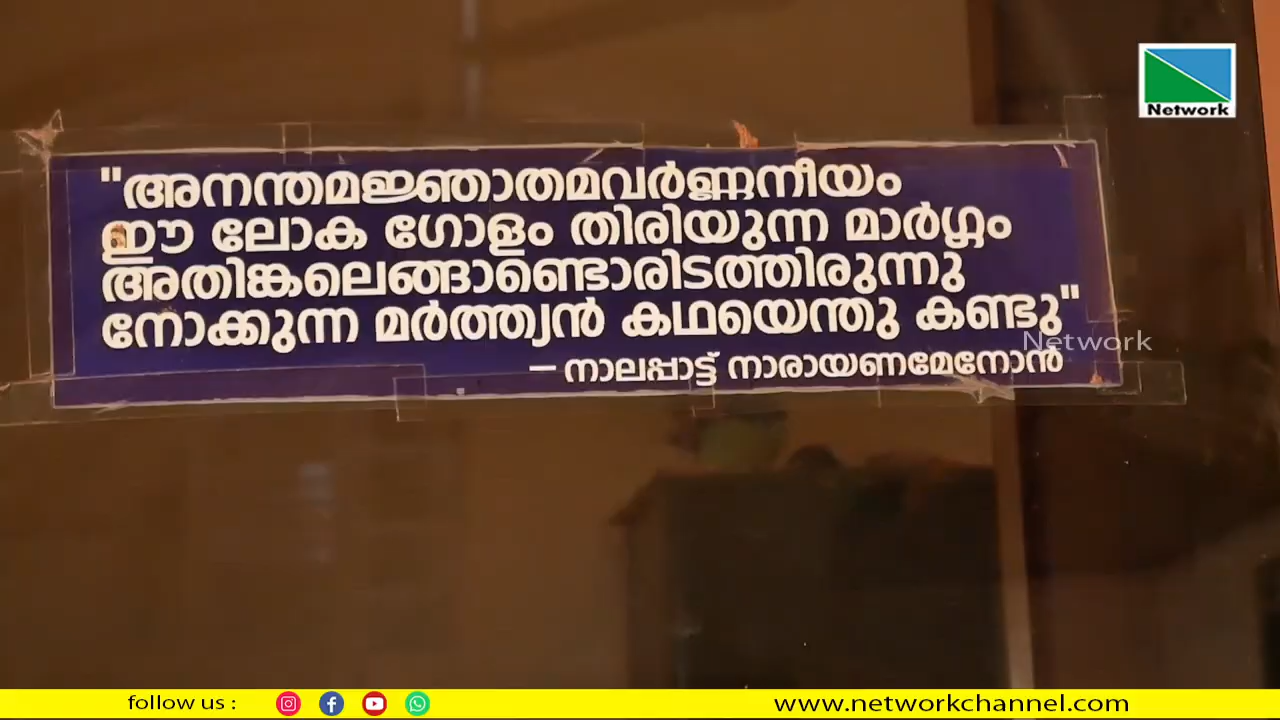 Network
"അനന്തമജ്ഞാതമവർണ്ണനീയം
ഈ ലോക ഗോളം തിരിയുന്ന മാർഗ്ഗം
അതിങ്കലെങ്ങാണ്ടൊരിടത്തിരുന്നു
നോക്കുന്ന മർത്ത്യൻ കഥയെന്തു കണ്ടു"
Network
– നാലപ്പാട്ട് നാരായണമേനോൻ
follow us :
www.networkchannel.com